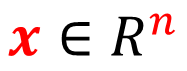 x ∈ Rⁿ